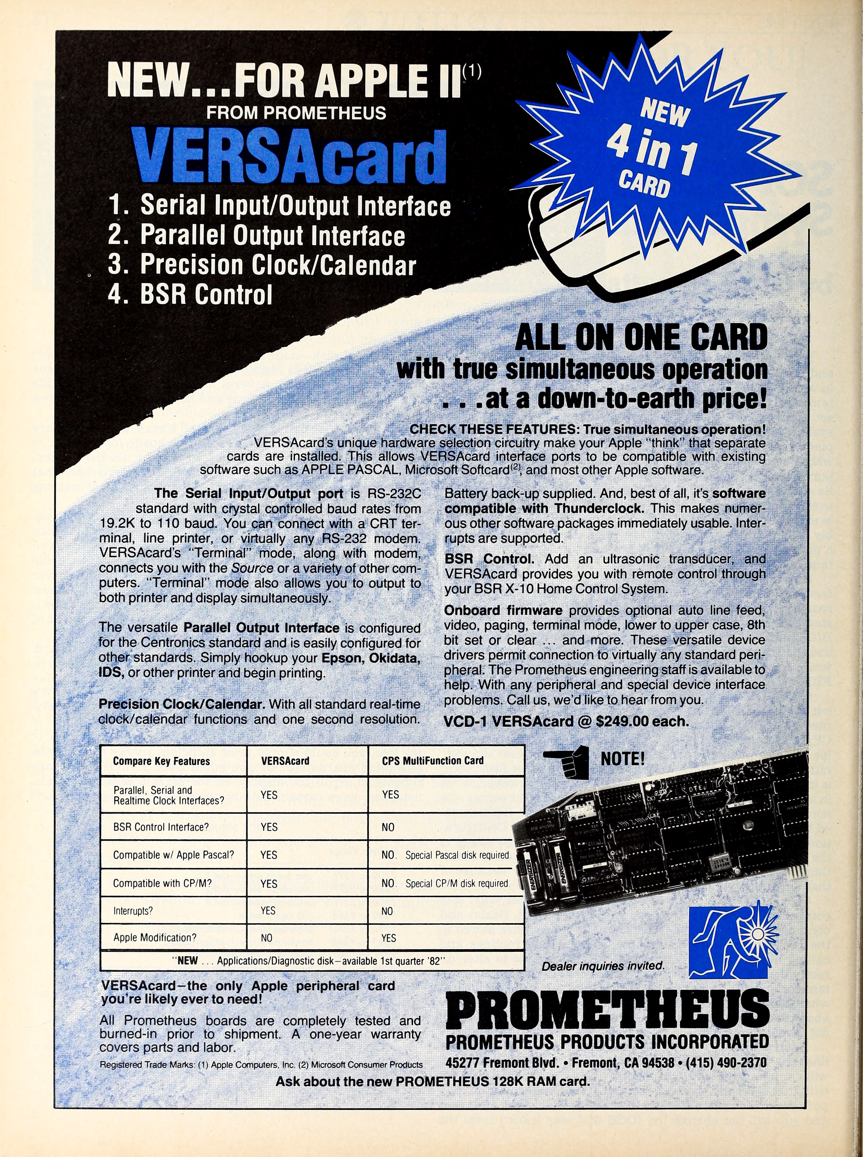 NEW...FOR APPLE II(1)
FROM PROMETHEUS
VERSAcard
1. Serial Input/Output Interface
2. Parallel Output Interface
3. Precision Clock/Calendar
4. BSR Control
NEW
4 in 1
CARD
ALL ON ONE CARD
with true simultaneous operation
. . .at a down-to-earth price!
CHECK THESE FEATURES: True simultaneous operation!
VERSAcard's unique hardware selection circuitry make your Apple "think" that separate
cards are installed. This allows VERSAcard interface ports to be compatible with existing
software such as APPLE PASCAL, Microsoft Softcard(2), and most other Apple software.
The Serial Input/Output port is RS-232C
standard with crystal controlled baud rates from
19.2K to 110 baud. You can connect with a CRT ter-
minal, line printer, or virtually any RS-232 modem.
VERSAcard's "Terminal" mode, along with modem,
connects you with the Source or a variety of other com-
puters. "Terminal" mode also allows you to output to
both printer and display simultaneously.
The versatile Parallel Output Interface is configured
for the Centronics standard and is easily configured for
other standards. Simply hookup your Epson, Okidata,
IDS, or other printer and begin printing.
Precision Clock/Calendar. With all standard real-time
clock/calendar functions and one second resolution.
Battery back-up supplied. And, best of all, it's software
compatible with Thunderclock. This makes numer-
ous other software packages immediately usable. Inter-
rupts are supported.
BSR Control. Add an ultrasonic transducer, and
VERSAcard provides you with remote control through
your BSR X-10 Home Control System.
Onboard firmware provides optional auto line feed,
video, paging, terminal mode, lower to upper case, 8th
bit set or clear ... and more. These versatile device
drivers permit connection to virtually any standard peri-
pheral. The Prometheus engineering staff is available to
help. With any peripheral and special device interface
problems. Call us, we'd like to hear from you.
VCD-1 VERSAcard @ $249.00 each.
Compare Key Features VERSAcard CPS MultiFunction Card
Parallel, Serial and
Realtime Clock Interfaces? YES YES
BSR Control Interface? YES NO
Compatible w/ Apple Pascal? YES NO. Special Pascal disk required.
Compatible with CP/M? YES NO. Special CP/M disk required.
Interrupts? YES NO
Apple Modification? NO YES
"NEW ... Applications/Diagnostic disk–available 1st quarter '82"
NOTE!
Dealer inquiries invited.
VERSAcard–the only Apple peripheral card
you're likely ever to need!
All Prometheus boards are completely tested and
burned-in prior to shipment. A one-year warranty
covers parts and labor.
Registered Trade Marks: (1) Apple Computers, Inc. (2) Microsoft Consumer Products
PROMETHEUS
PROMETHEUS PRODUCTS INCORPORATED
45277 Fremont Blvd. • Fremont, CA 94538 • (415) 490-2370
Ask about the new PROMETHEUS 128K RAM card.